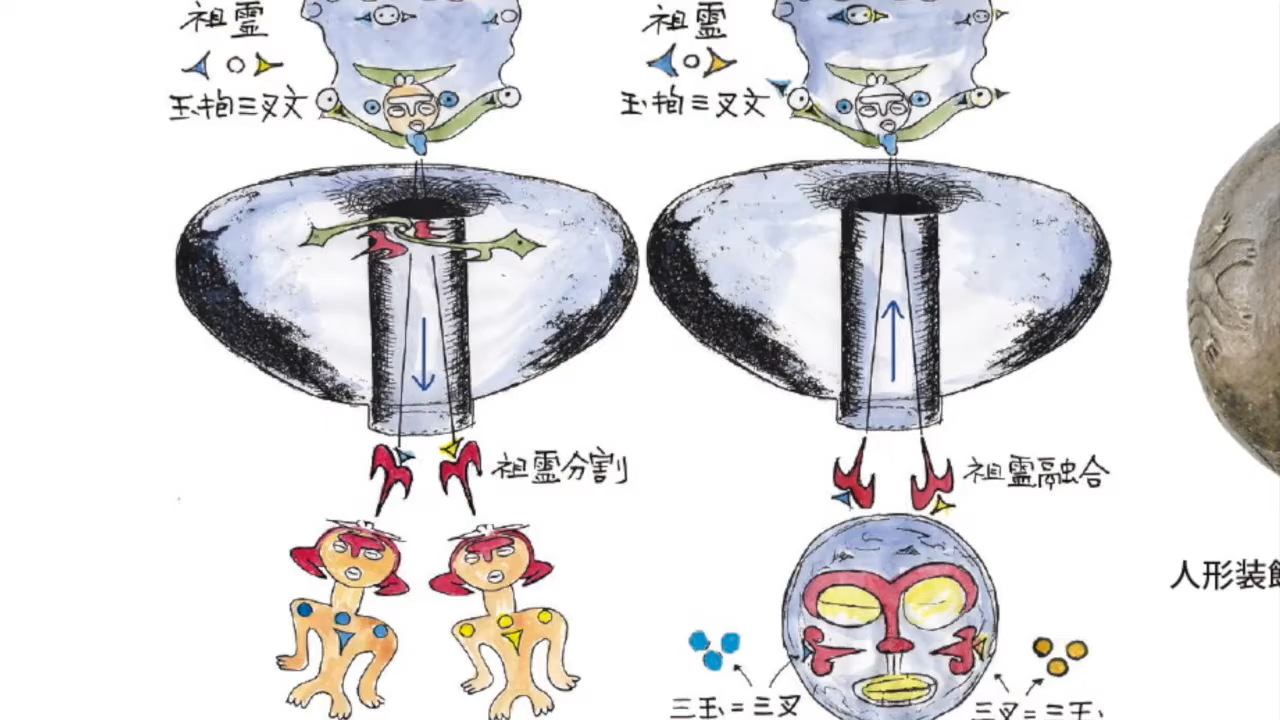 祖霊
玉抱三叉文
祖霊
玉抱三叉文
祖霊分割
祖霊融合
人形装飾
三玉=三叉
三叉=三玉